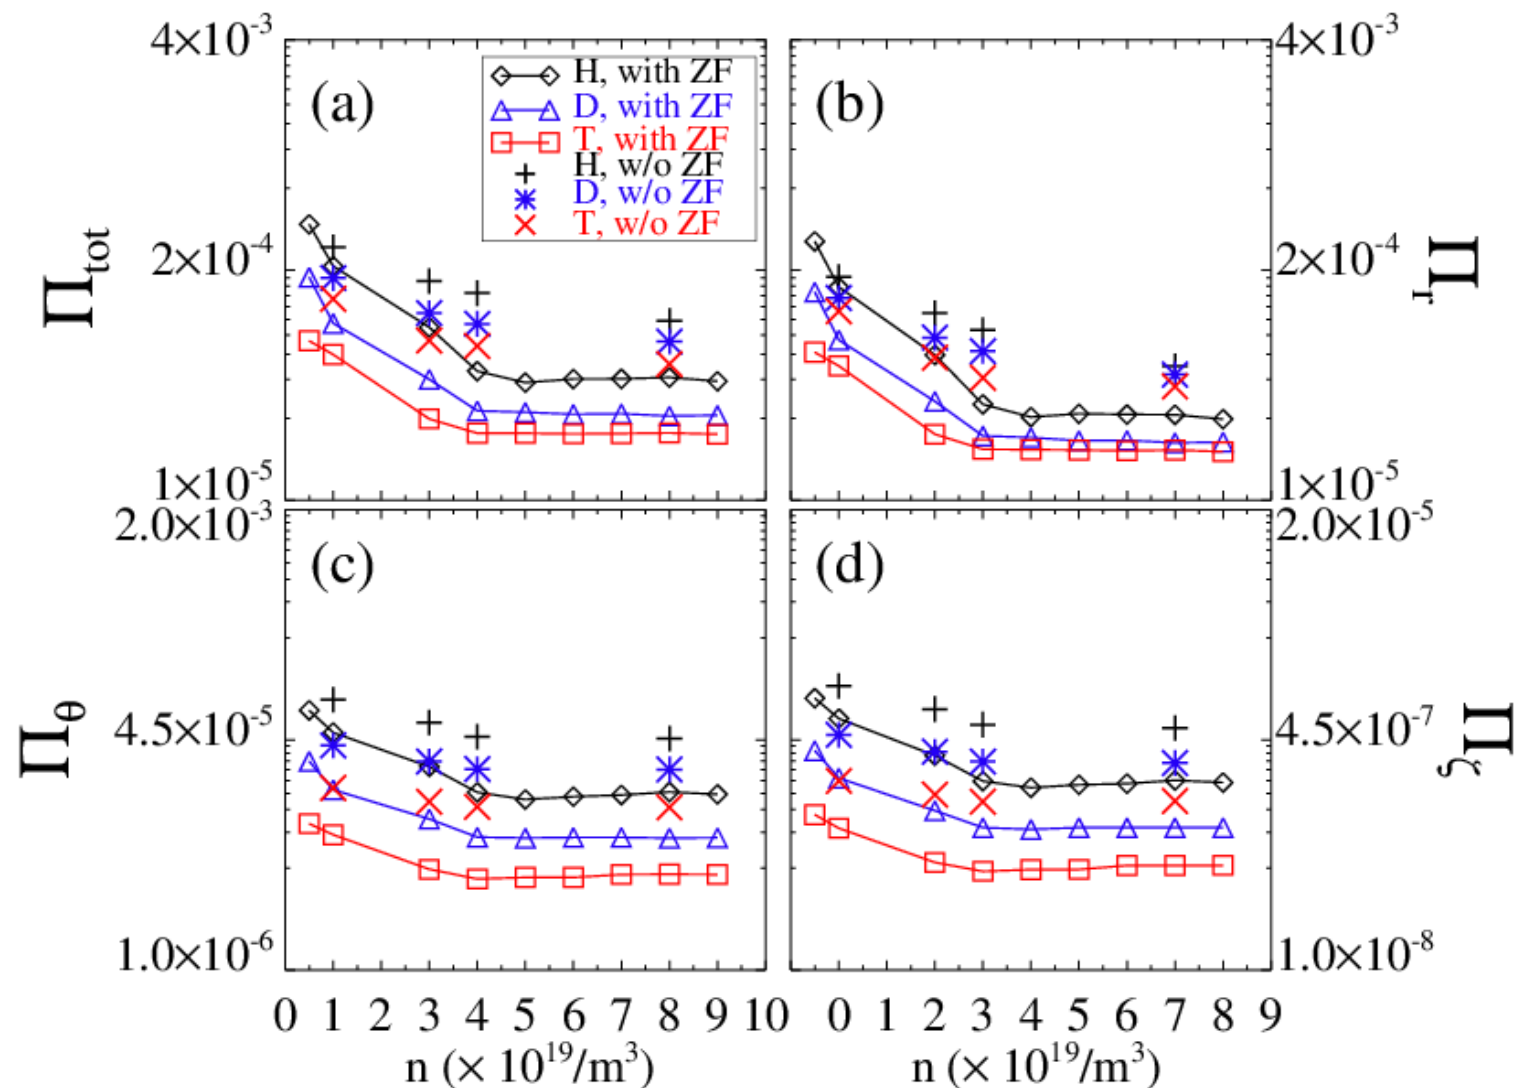 4×10⁻³
(a)
H, with ZF
D, with ZF
T, with ZF
H, w/o ZF
D, w/o ZF
T, w/o ZF
Πtot
2×10⁻⁴
1×10⁻⁵
(b)
4×10⁻³
Πr
2×10⁻⁴
1×10⁻⁵
2.0×10⁻³
(c)
Πθ
4.5×10⁻⁵
1.0×10⁻⁶
(d)
2.0×10⁻⁵
Πζ
4.5×10⁻⁷
1.0×10⁻⁸
0 1 2 3 4 5 6 7 8 9 10
n (× 10¹⁹/m³)
0 1 2 3 4 5 6 7 8 9
n (× 10¹⁹/m³)